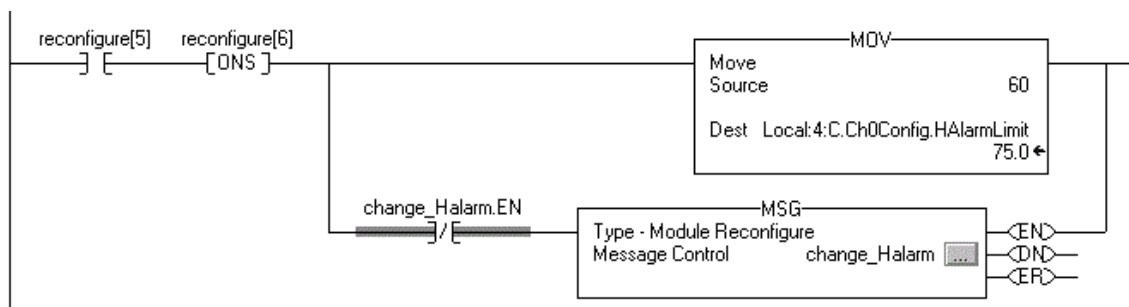 reconfigure[5] reconfigure[6]
ONS
MOV
Move
Source 60
Dest Local:4:C.Ch0Config.HAlarmLimit
75.0
change_Halarm.EN
MSG
Type - Module Reconfigure
Message Control change_Halarm ...
EN
DN
ER